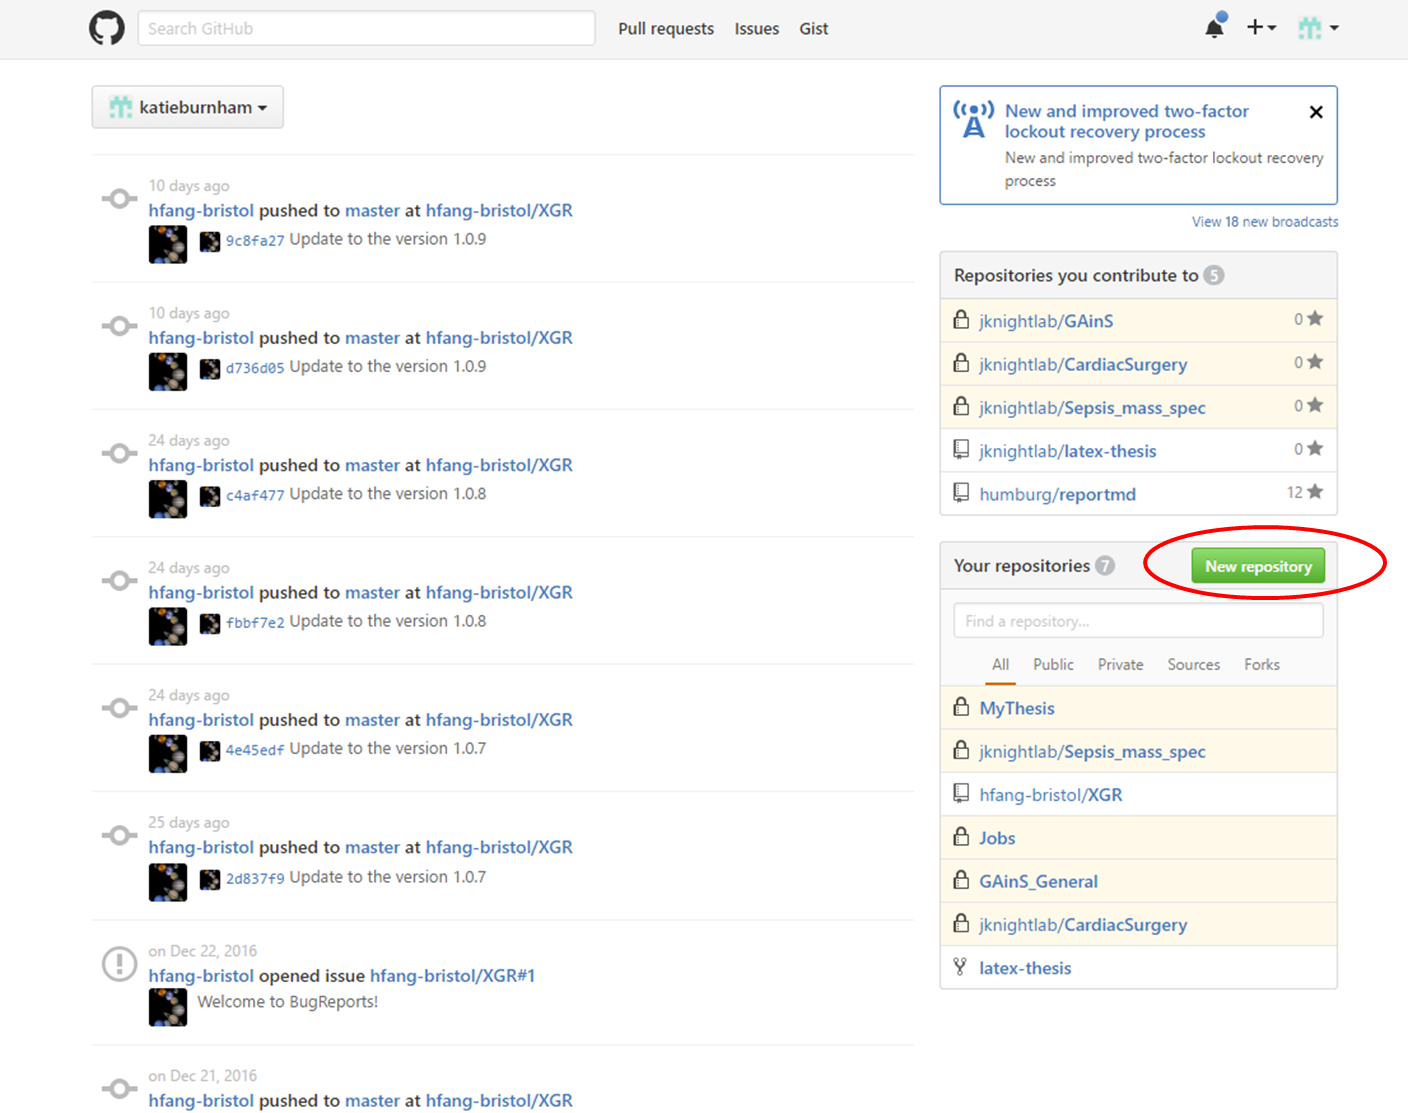 Search GitHub
Pull requests
Issues
Gist
katieburnham
10 days ago
hfang-bristol pushed to master at hfang-bristol/XGR
9c8fa27 Update to the version 1.0.9
10 days ago
hfang-bristol pushed to master at hfang-bristol/XGR
d736d05 Update to the version 1.0.9
24 days ago
hfang-bristol pushed to master at hfang-bristol/XGR
c4af477 Update to the version 1.0.8
24 days ago
hfang-bristol pushed to master at hfang-bristol/XGR
fbbf7e2 Update to the version 1.0.8
24 days ago
hfang-bristol pushed to master at hfang-bristol/XGR
4e45edf Update to the version 1.0.7
25 days ago
hfang-bristol pushed to master at hfang-bristol/XGR
2d837f9 Update to the version 1.0.7
on Dec 22, 2016
hfang-bristol opened issue hfang-bristol/XGR#1
Welcome to BugReports!
on Dec 21, 2016
hfang-bristol pushed to master at hfang-bristol/XGR
New and improved two-factor
lockout recovery process
New and improved two-factor lockout recovery
process
View 18 new broadcasts
Repositories you contribute to 5
jknightlab/GAinS 0
jknightlab/CardiacSurgery 0
jknightlab/Sepsis_mass_spec 0
jknightlab/latex-thesis 0
humburg/reportmd 12
Your repositories 7
New repository
Find a repository...
All Public Private Sources Forks
MyThesis
jknightlab/Sepsis_mass_spec
hfang-bristol/XGR
Jobs
GAinS_General
jknightlab/CardiacSurgery
latex-thesis